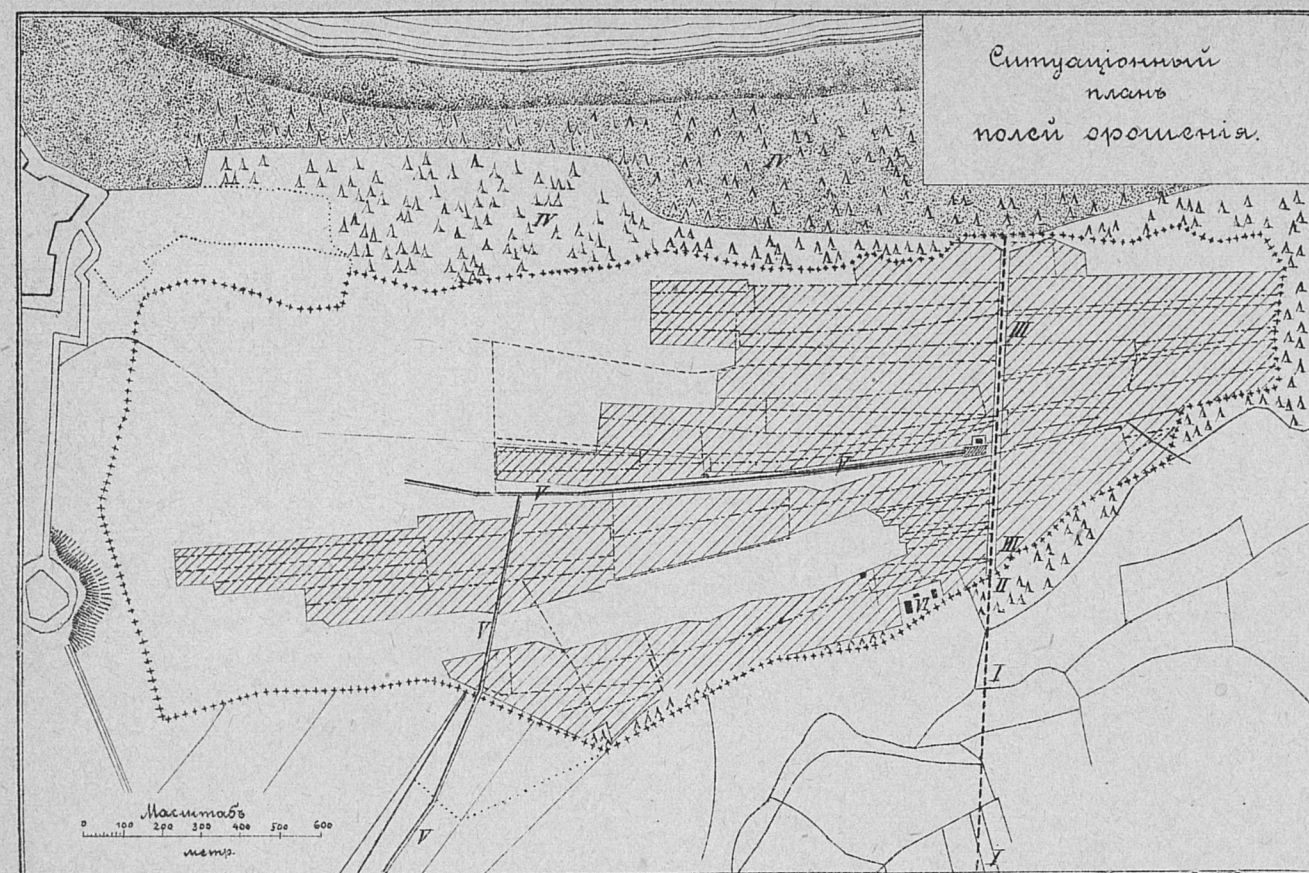 Ситуаціонный
планъ
полей орошенія.
IV
IV
III
V
V
III
II
VI
V
I
V
I
Масштабъ
0 100 200 300 400 500 600
метр.